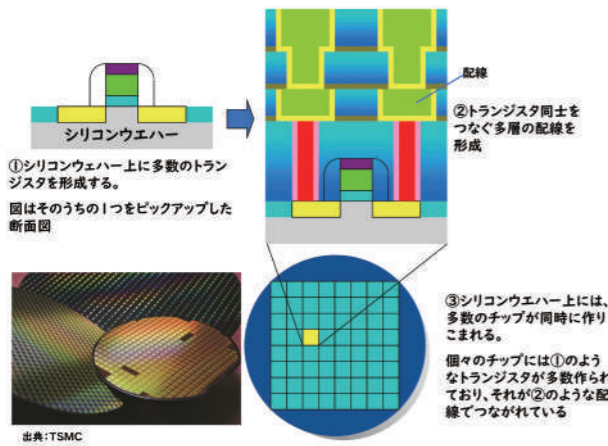 シリコンウエハー
①シリコンウェハー上に多数のトラン
ジスタを形成する。
図はそのうちの1つをピックアップした
断面図
配線
②トランジスタ同士を
つなぐ多層の配線を
形成
③シリコンウエハー上には、
多数のチップが同時に作り
こまれる。
個々のチップには①のよう
なトランジスタが多数作られ
ており、それが②のような配
線でつながれている
出典:TSMC